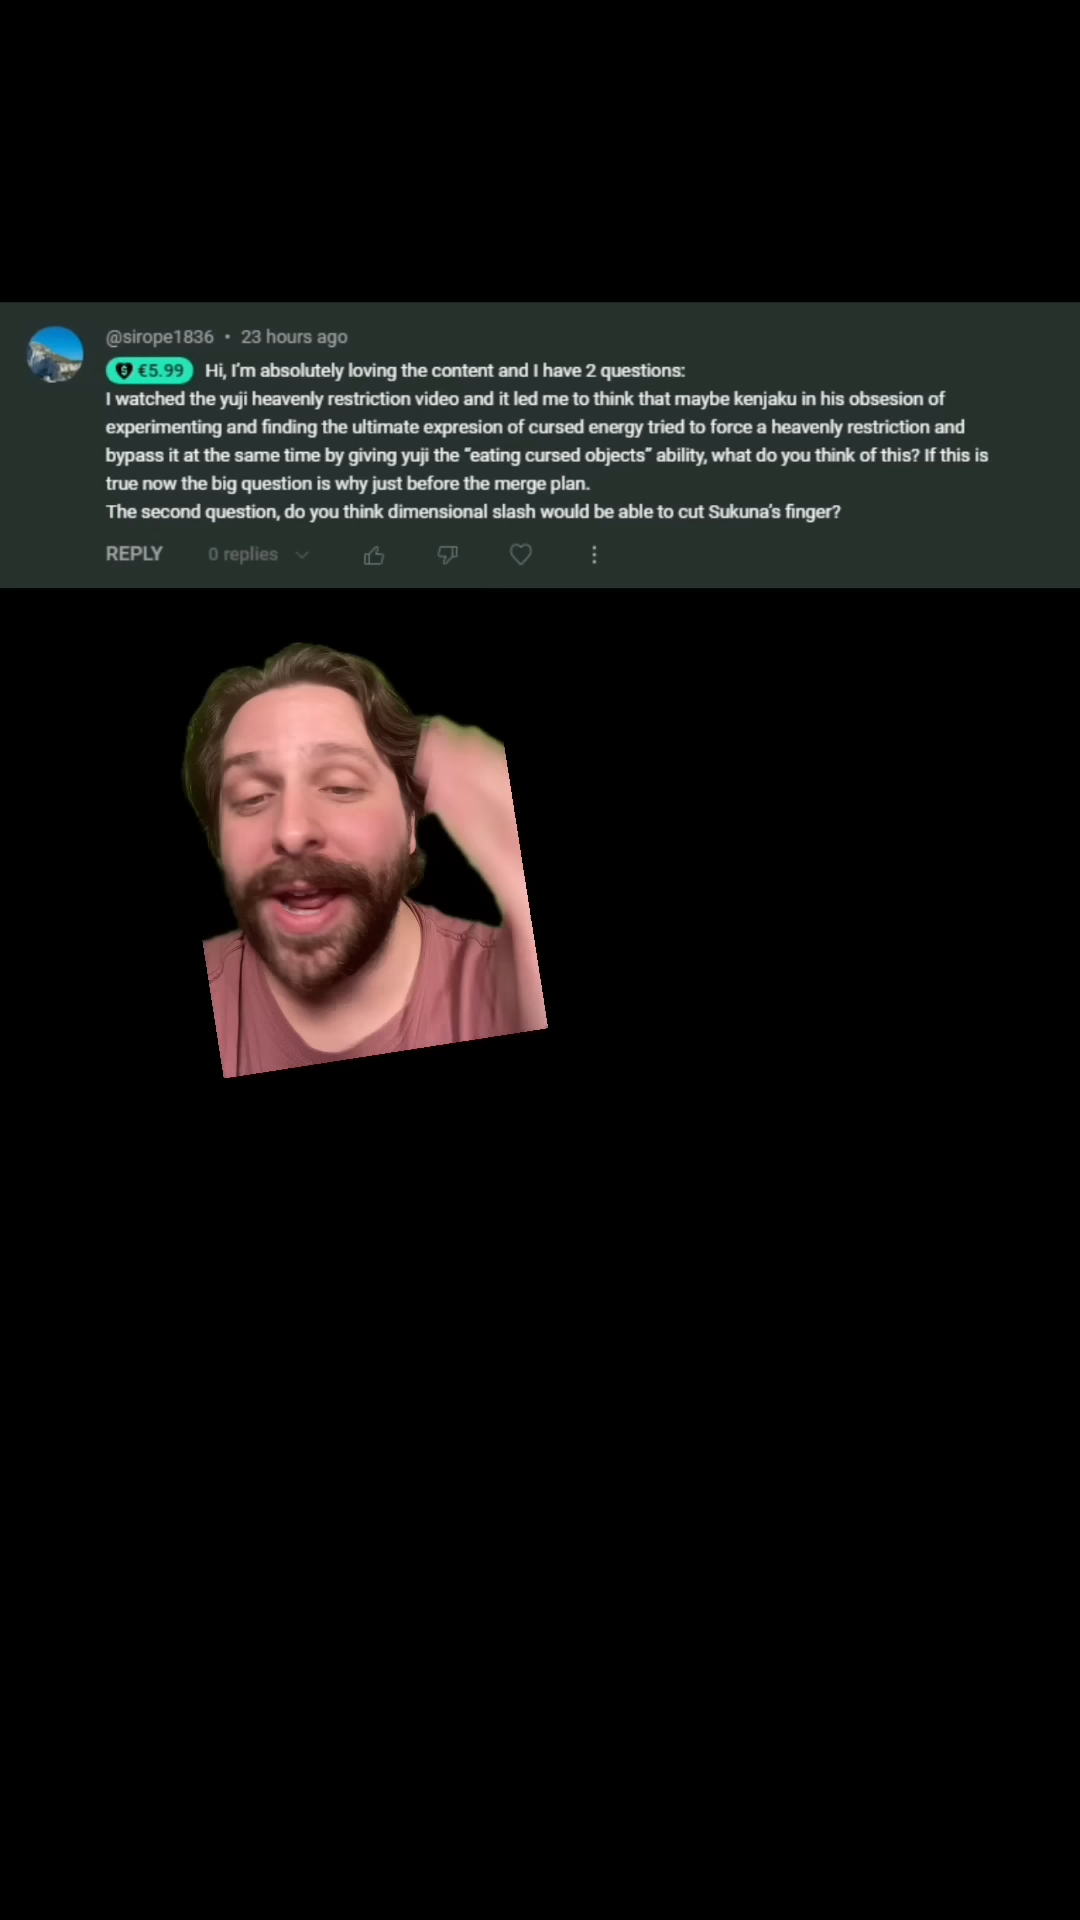 @sirope1836 • 23 hours ago
€5.99 Hi, I'm absolutely loving the content and I have 2 questions:
I watched the yuji heavenly restriction video and it led me to think that maybe kenjaku in his obsesion of
experimenting and finding the ultimate expresion of cursed energy tried to force a heavenly restriction and
bypass it at the same time by giving yuji the “eating cursed objects” ability, what do you think of this? If this is
true now the big question is why just before the merge plan.
The second question, do you think dimensional slash would be able to cut Sukuna’s finger?
REPLY 0 replies